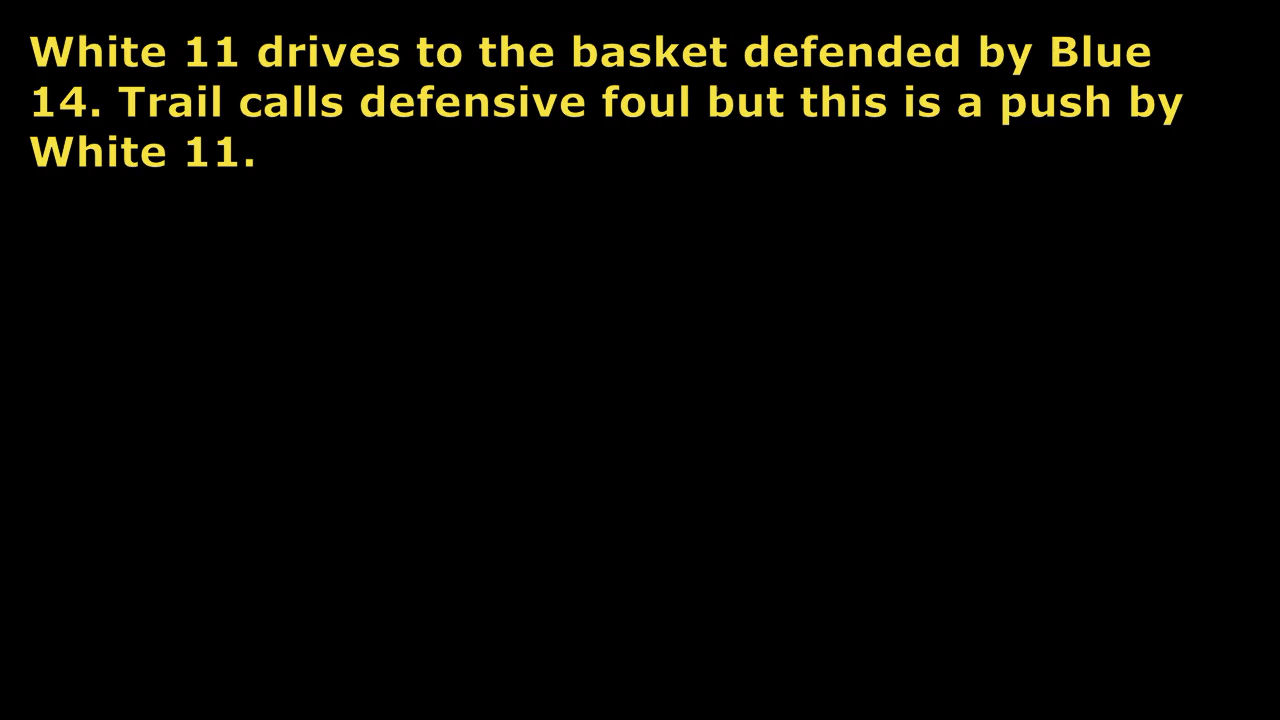 White 11 drives to the basket defended by Blue
14. Trail calls defensive foul but this is a push by
White 11.